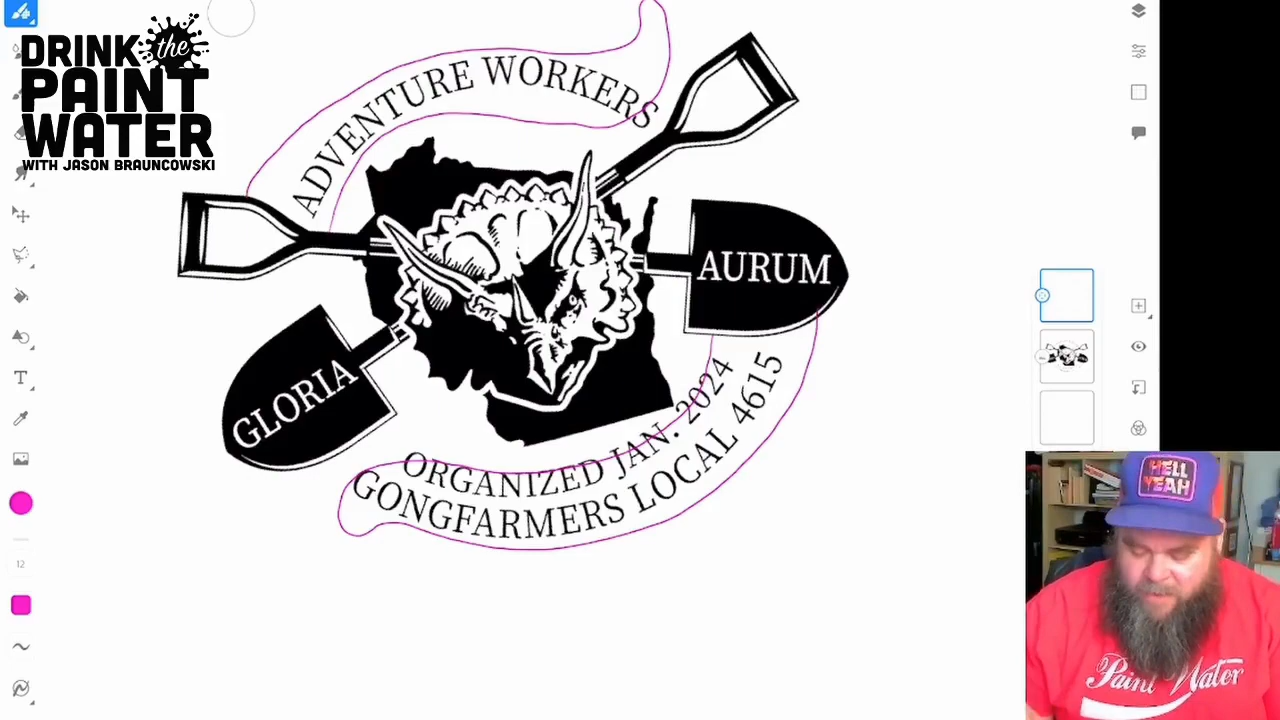 DRINK the
PAINT
WATER
WITH JASON BRAUNCOWSKI
ADVENTURE WORKERS
AURUM
GLORIA
ORGANIZED JAN. 2024
GONGFARMERS LOCAL 4615
T
12
HELL
YEAH
Paint Water